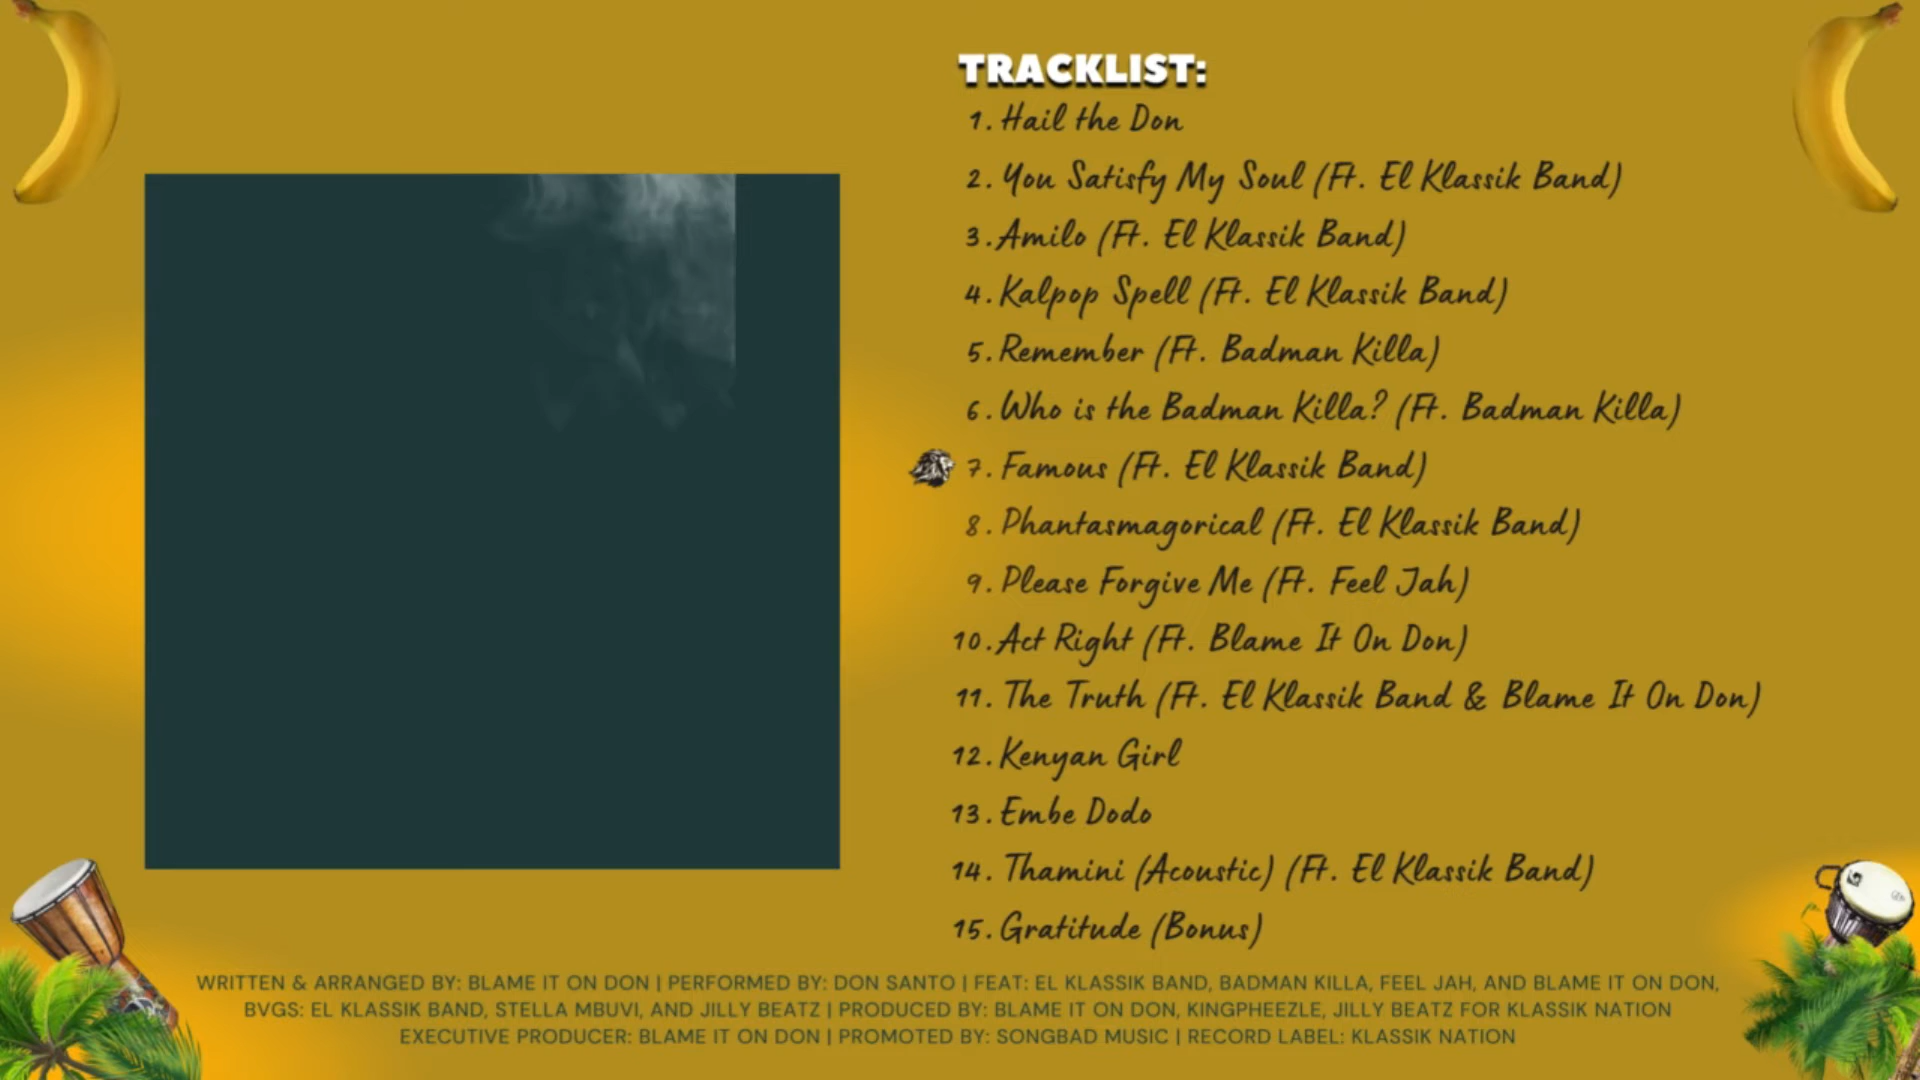 TRACKLIST:
1. Hail the Don
2. You Satisfy My Soul (Ft. El Klassik Band)
3. Amilo (Ft. El Klassik Band)
4. Kalpop Spell (Ft. El Klassik Band)
5. Remember (Ft. Badman Killa)
6. Who is the Badman Killa? (Ft. Badman Killa)
7. Famous (Ft. El Klassik Band)
8. Phantasmagorical (Ft. El Klassik Band)
9. Please Forgive Me (Ft. Feel Jah)
10. Act Right (Ft. Blame It On Don)
11. The Truth (Ft. El Klassik Band & Blame It On Don)
12. Kenyan Girl
13. Embe Dodo
14. Thamini (Acoustic) (Ft. El Klassik Band)
15. Gratitude (Bonus)
WRITTEN & ARRANGED BY: BLAME IT ON DON | PERFORMED BY: DON SANTO | FEAT: EL KLASSIK BAND, BADMAN KILLA, FEEL JAH, AND BLAME IT ON DON,
BVGS: EL KLASSIK BAND, STELLA MBUVI, AND JILLY BEATZ | PRODUCED BY: BLAME IT ON DON, KINGPHEEZLE, JILLY BEATZ FOR KLASSIK NATION
EXECUTIVE PRODUCER: BLAME IT ON DON | PROMOTED BY: SONGBAD MUSIC | RECORD LABEL: KLASSIK NATION